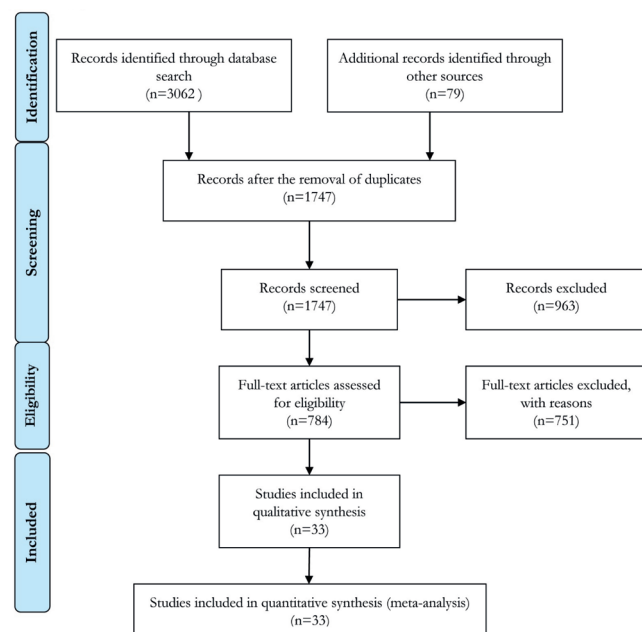 Identification
Records identified through database
search
(n=3062 )
Additional records identified through
other sources
(n=79)
Screening
Records after the removal of duplicates
(n=1747)
Records screened
(n=1747)
Records excluded
(n=963)
Eligibility
Full-text articles assessed
for eligibility
(n=784)
Full-text articles excluded,
with reasons
(n=751)
Included
Studies included in
qualitative synthesis
(n=33)
Studies included in quantitative synthesis (meta-analysis)
(n=33)